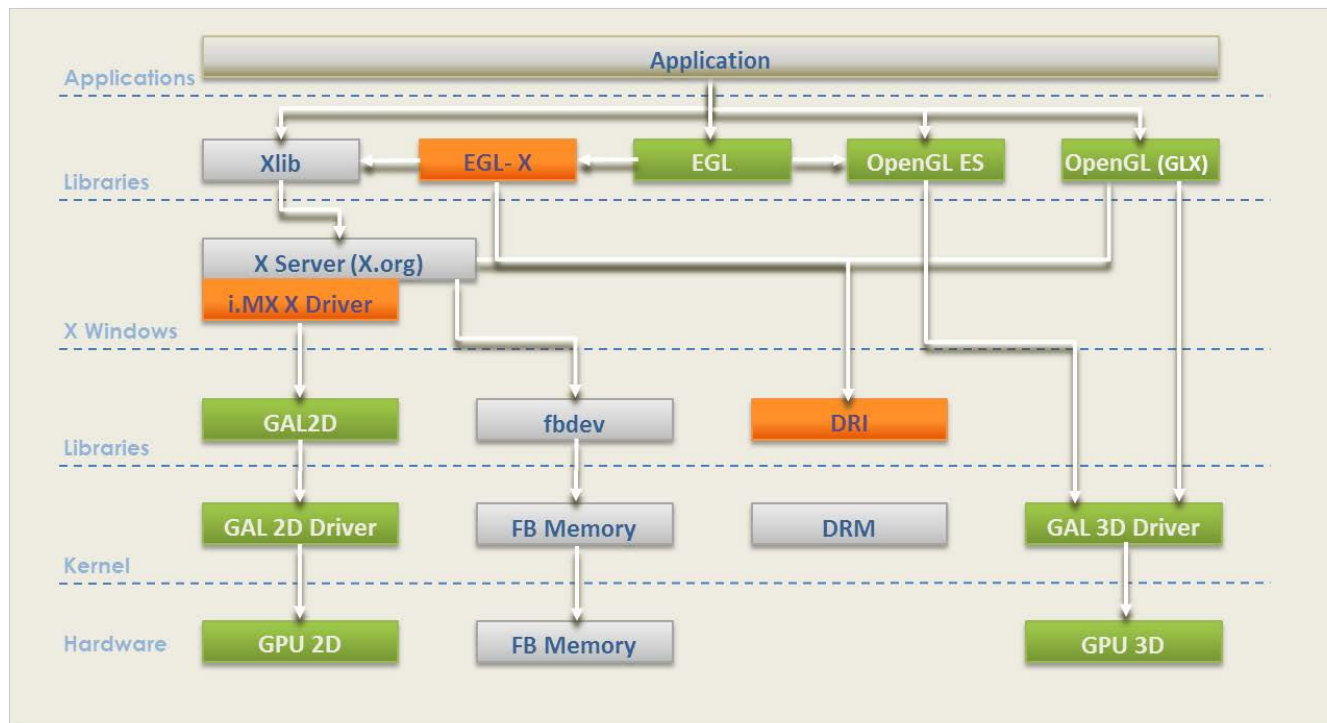 Application
Applications
Xlib
EGL- X
EGL
OpenGL ES
OpenGL (GLX)
Libraries
X Server (X.org)
i.MX X Driver
X Windows
GAL2D
fbdev
DRI
Libraries
GAL 2D Driver
FB Memory
DRM
GAL 3D Driver
Kernel
Hardware
GPU 2D
FB Memory
GPU 3D